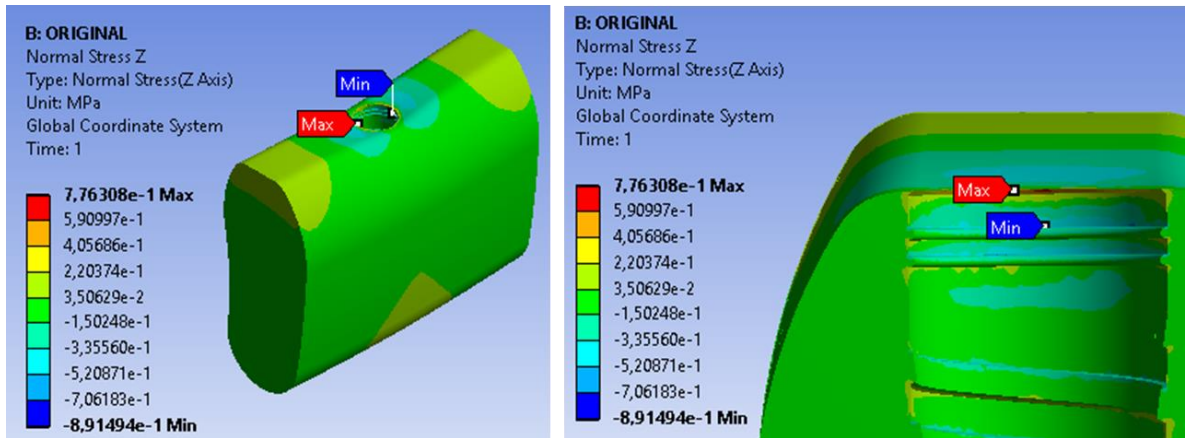 B: ORIGINAL
Normal Stress Z
Type: Normal Stress(Z Axis)
Unit: MPa
Global Coordinate System
Time: 1
7,76308e-1 Max
5,90997e-1
4,05686e-1
2,20374e-1
3,50629e-2
-1,50248e-1
-3,35560e-1
-5,20871e-1
-7,06183e-1
-8,91494e-1 Min
Min
Max
B: ORIGINAL
Normal Stress Z
Type: Normal Stress(Z Axis)
Unit: MPa
Global Coordinate System
Time: 1
7,76308e-1 Max
5,90997e-1
4,05686e-1
2,20374e-1
3,50629e-2
-1,50248e-1
-3,35560e-1
-5,20871e-1
-7,06183e-1
-8,91494e-1 Min
Max
Min